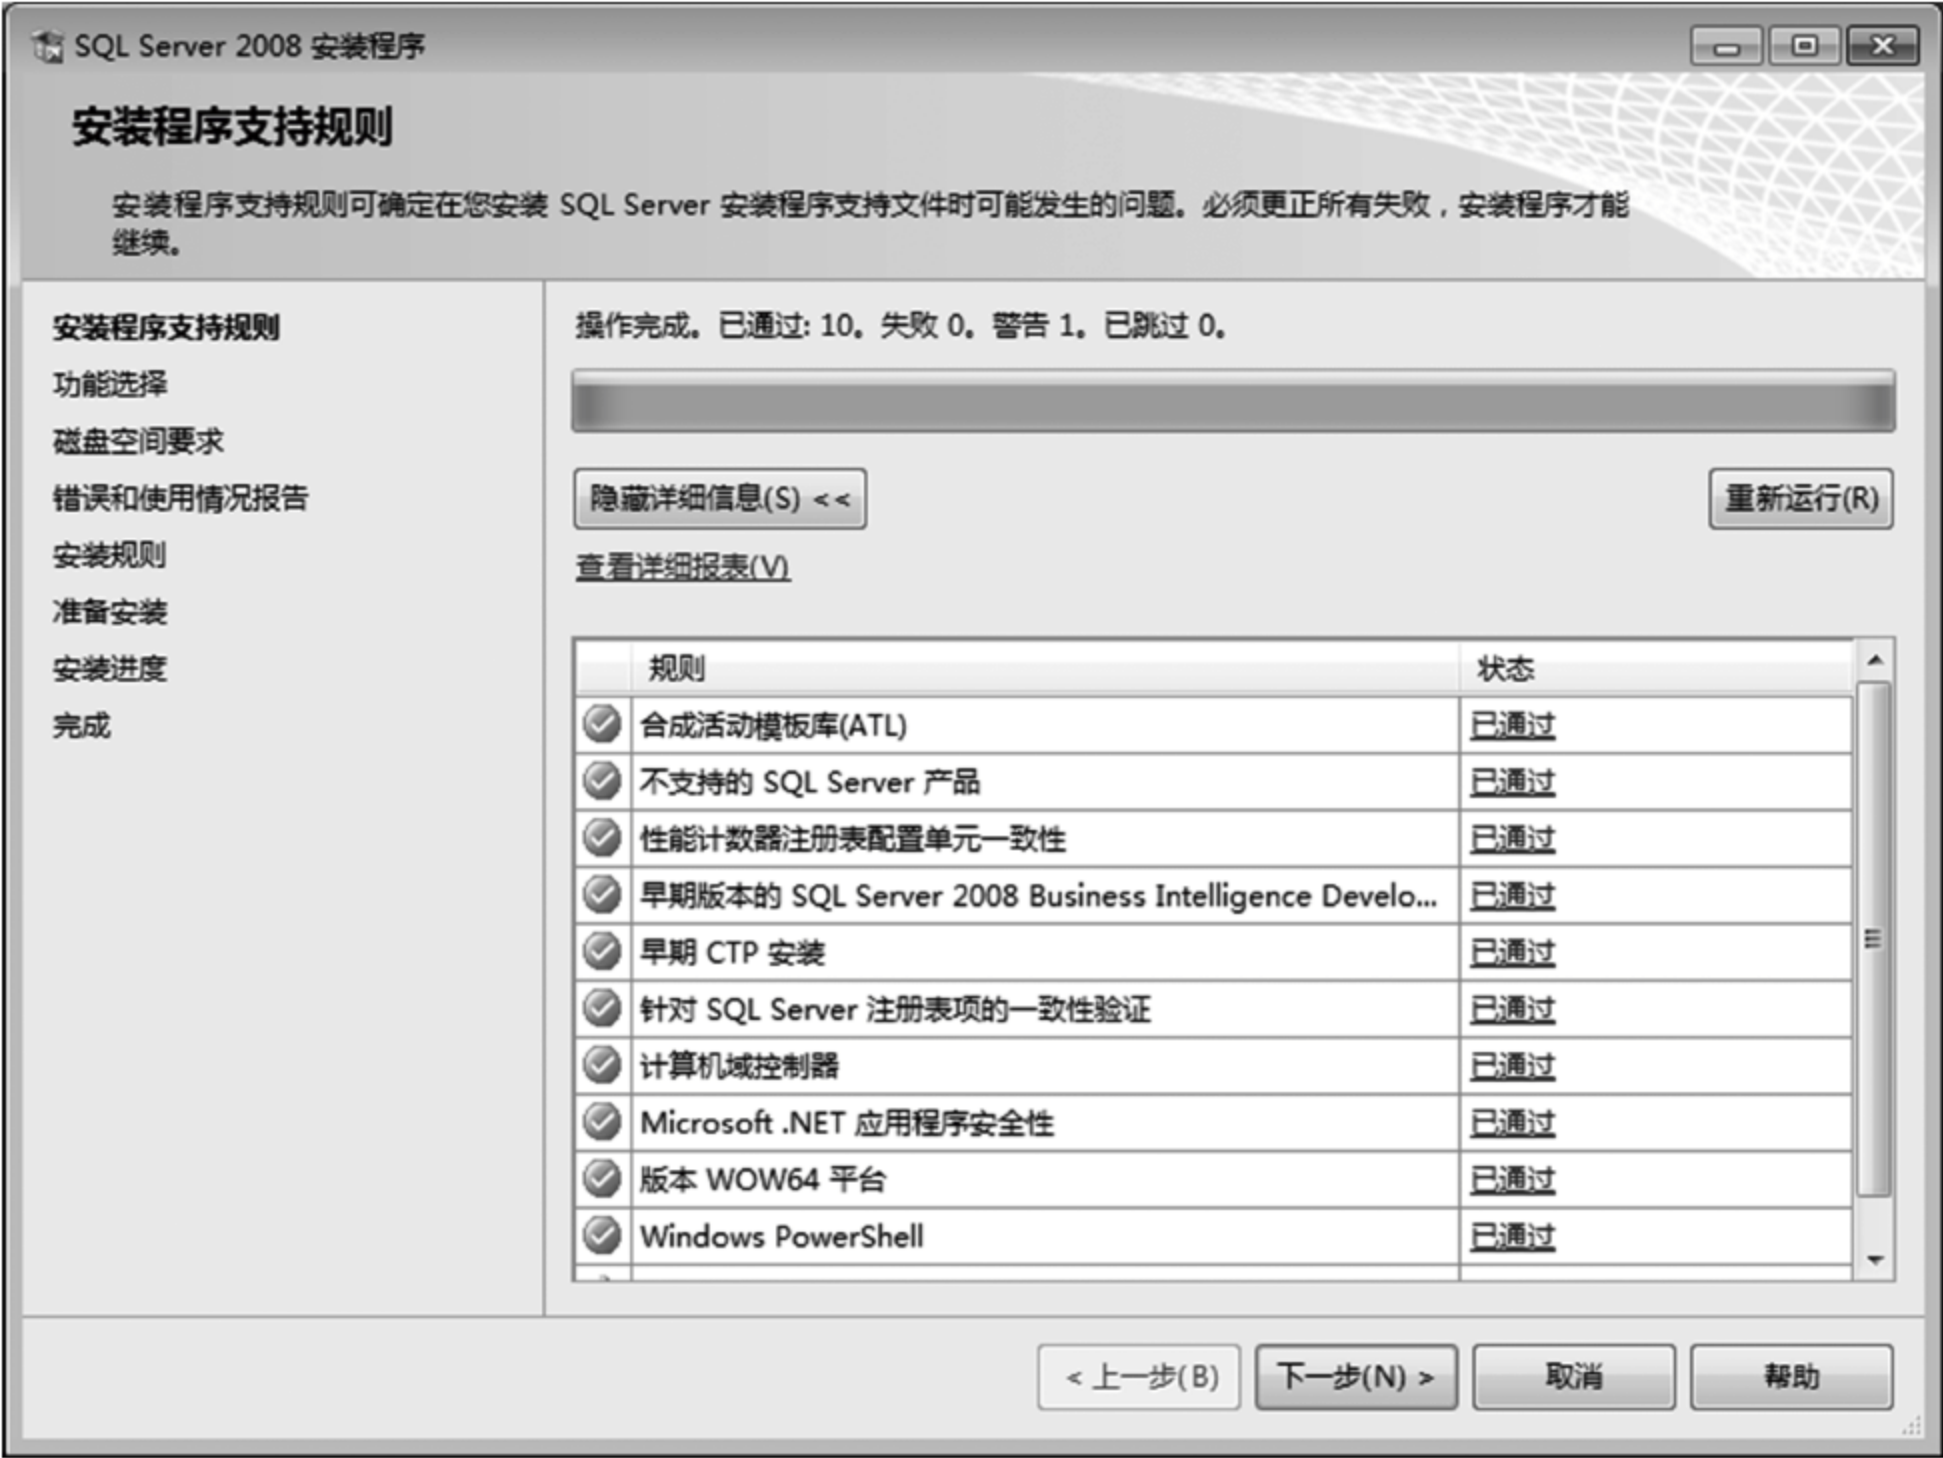 SQL Server 2008 安装程序
安装程序支持规则
安装程序支持规则可确定在您安装 SQL Server 安装程序支持文件时可能发生的问题。必须更正所有失败，安装程序才能
继续。
安装程序支持规则
功能选择
磁盘空间要求
错误和使用情况报告
安装规则
准备安装
安装进度
完成
操作完成。已通过: 10。失败 0。警告 1。已跳过 0。
隐藏详细信息(S) <<
重新运行(R)
查看详细报表(V)
规则 状态
合成活动模板库(ATL) 已通过
不支持的 SQL Server 产品 已通过
性能计数器注册表配置单元一致性 已通过
早期版本的 SQL Server 2008 Business Intelligence Develo... 已通过
早期 CTP 安装 已通过
针对 SQL Server 注册表项的一致性验证 已通过
计算机域控制器 已通过
Microsoft .NET 应用程序安全性 已通过
版本 WOW64 平台 已通过
Windows PowerShell 已通过
< 上一步(B) 下一步(N) > 取消 帮助